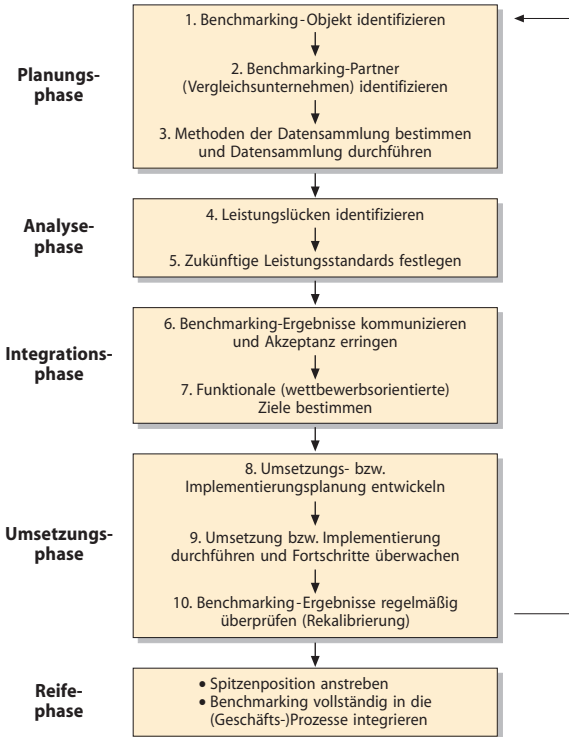 1. Benchmarking-Objekt identifizieren
Planungs-
phase
2. Benchmarking-Partner
(Vergleichsunternehmen) identifizieren
3. Methoden der Datensammlung bestimmen
und Datensammlung durchführen
Analyse-
phase
4. Leistungslücken identifizieren
5. Zukünftige Leistungsstandards festlegen
Integrations-
phase
6. Benchmarking-Ergebnisse kommunizieren
und Akzeptanz erringen
7. Funktionale (wettbewerbsorientierte)
Ziele bestimmen
Umsetzungs-
phase
8. Umsetzungs- bzw.
Implementierungsplanung entwickeln
9. Umsetzung bzw. Implementierung
durchführen und Fortschritte überwachen
10. Benchmarking-Ergebnisse regelmäßig
überprüfen (Rekalibrierung)
Reife-
phase
• Spitzenposition anstreben
• Benchmarking vollständig in die
(Geschäfts-)Prozesse integrieren